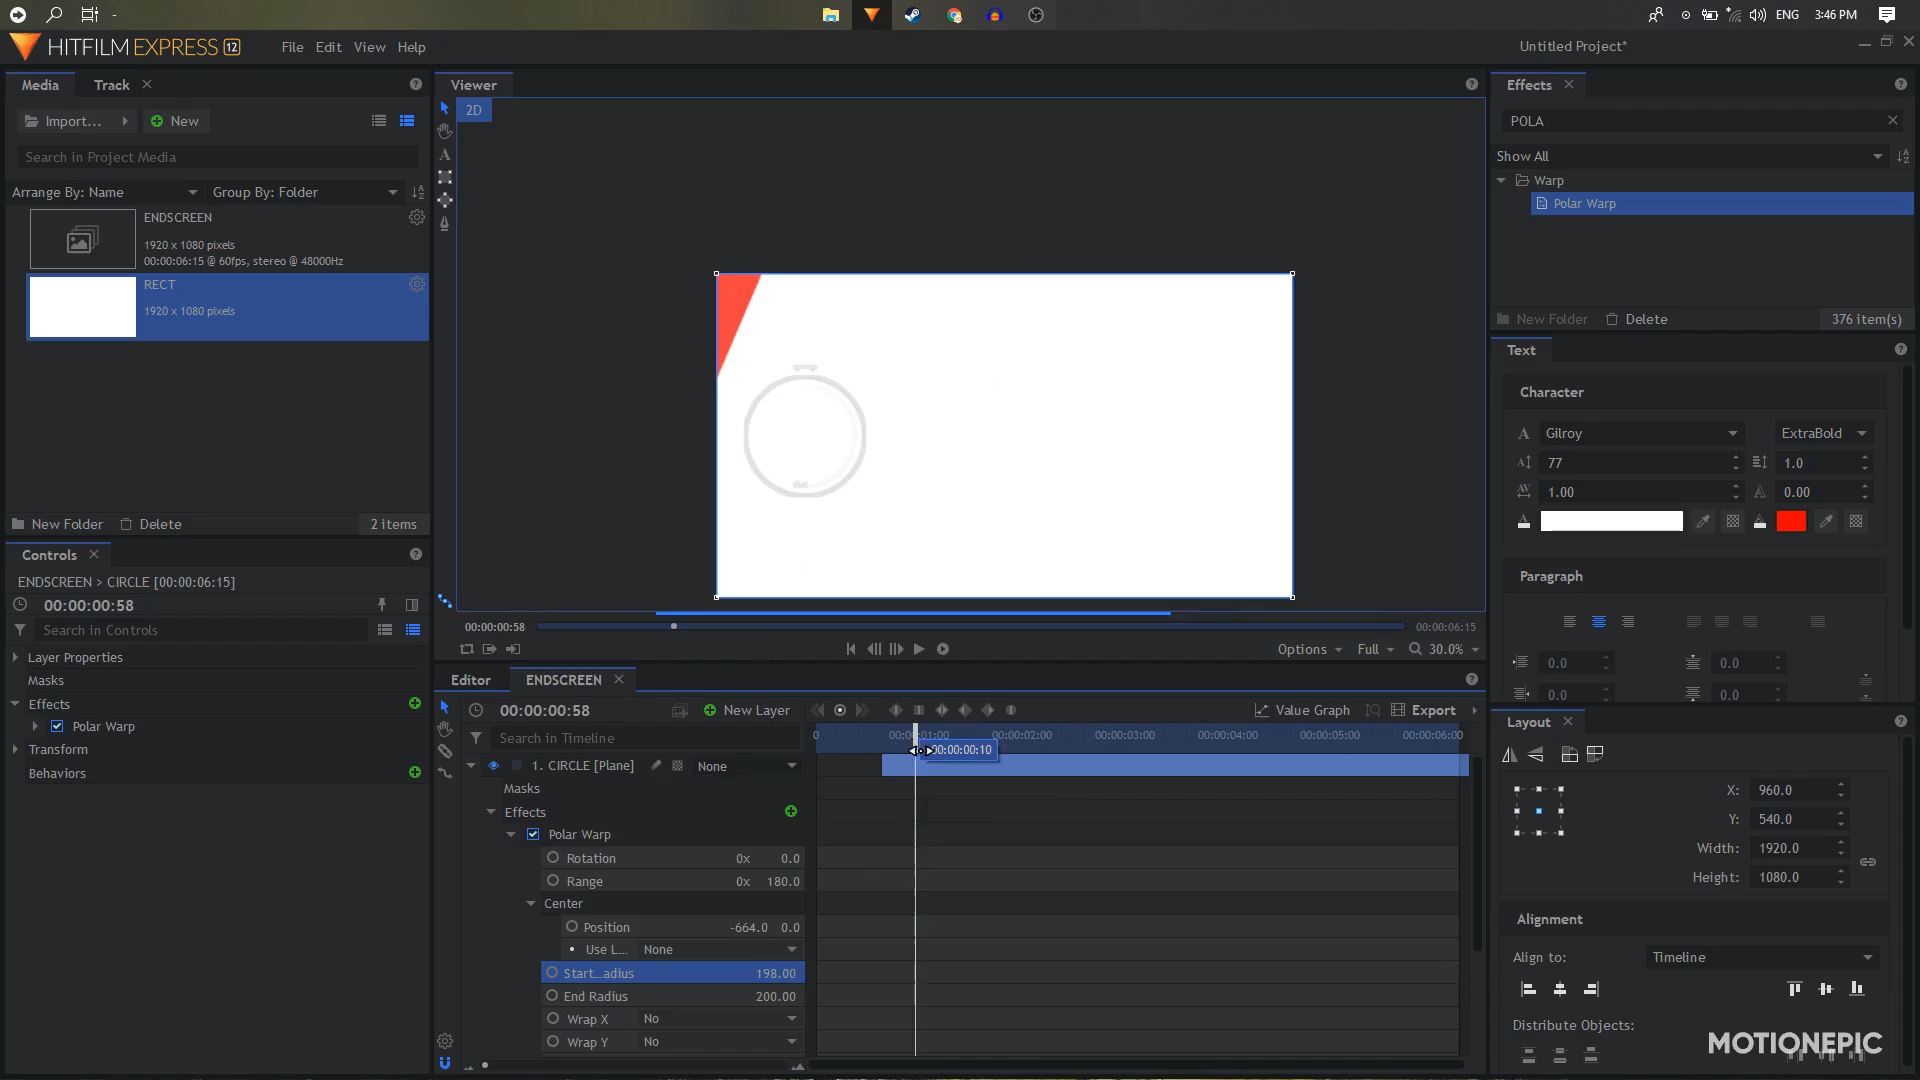 ENG
3:46 PM
HITFILM EXPRESS 12
File Edit View Help
Untitled Project*
Media Track
Import... New
Search in Project Media
Arrange By: Name Group By: Folder
ENDSCREEN
1920 x 1080 pixels
00:00:06:15 @ 60fps, stereo @ 48000Hz
RECT
1920 x 1080 pixels
New Folder Delete 2 items
Controls
ENDSCREEN > CIRCLE [00:00:06:15]
00:00:00:58
Search in Controls
Layer Properties
Masks
Effects
Polar Warp
Transform
Behaviors
Viewer
2D
00:00:00:58
00:00:06:15
Options Full 30.0%
Editor ENDSCREEN
00:00:00:58 New Layer Value Graph Export
Search in Timeline
0 00:00:01:00 00:00:02:00 00:00:03:00 00:00:04:00 00:00:05:00 00:00:06:00
00:00:00:10
1. CIRCLE [Plane] None
Masks
Effects
Polar Warp
Rotation 0x 0.0
Range 0x 180.0
Center
Position -664.0 0.0
Use L... None
Start...adius 198.00
End Radius 200.00
Wrap X No
Wrap Y No
Effects
POLA
Show All
Warp
Polar Warp
New Folder Delete 376 item(s)
Text
Character
Gilroy ExtraBold
77 1.0
1.00 0.00
Paragraph
0.0 0.0
0.0 0.0
Layout
X: 960.0
Y: 540.0
Width: 1920.0
Height: 1080.0
Alignment
Align to: Timeline
Distribute Objects:
MOTIONEPIC